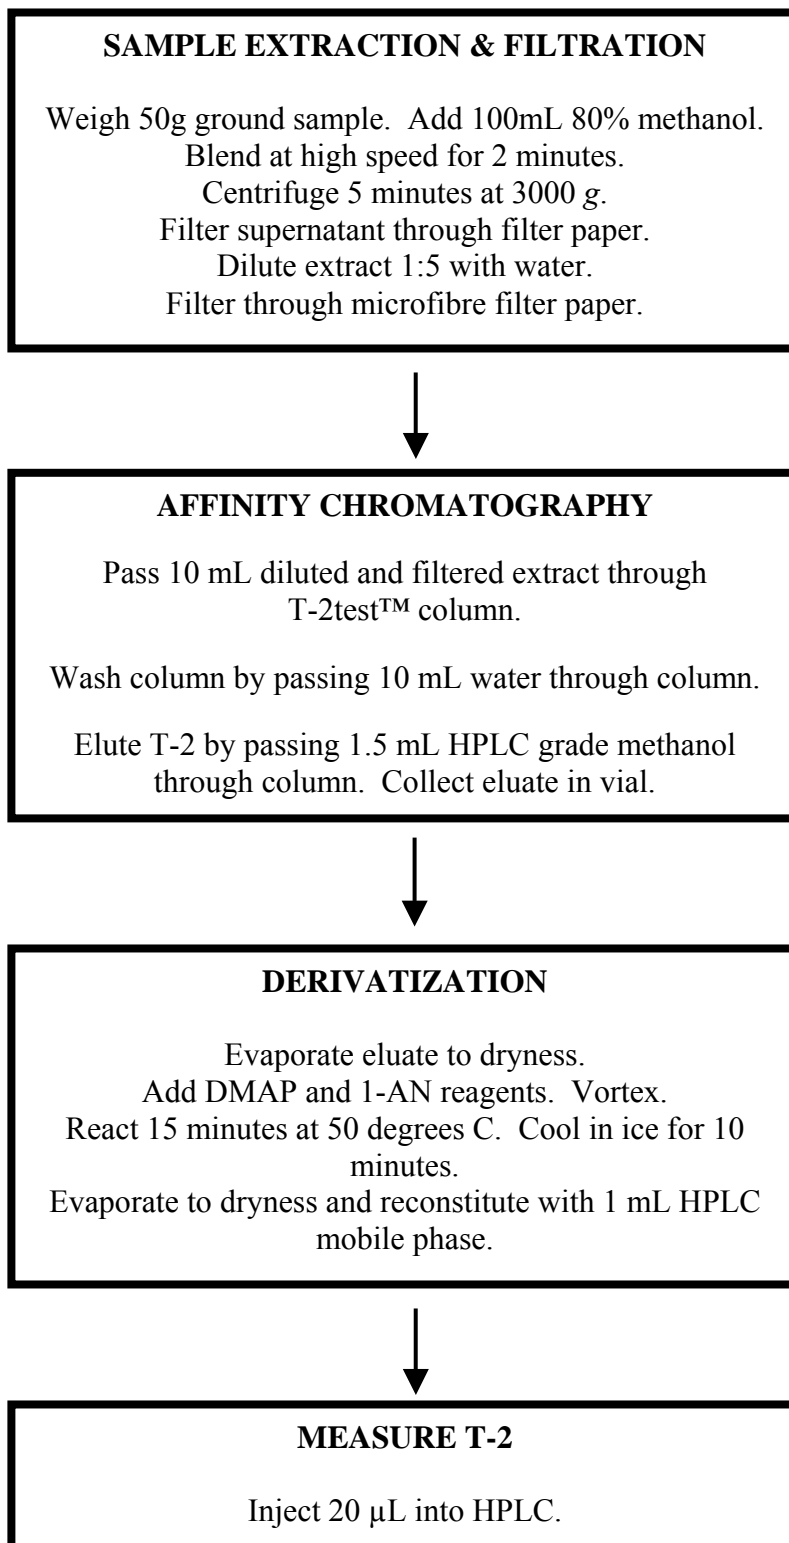 SAMPLE EXTRACTION & FILTRATION
Weigh 50g ground sample.  Add 100mL 80% methanol.
Blend at high speed for 2 minutes.
Centrifuge 5 minutes at 3000 g.
Filter supernatant through filter paper.
Dilute extract 1:5 with water.
Filter through microfibre filter paper.
AFFINITY CHROMATOGRAPHY
Pass 10 mL diluted and filtered extract through
T-2test™ column.
Wash column by passing 10 mL water through column.
Elute T-2 by passing 1.5 mL HPLC grade methanol
through column.  Collect eluate in vial.
DERIVATIZATION
Evaporate eluate to dryness.
Add DMAP and 1-AN reagents.  Vortex.
React 15 minutes at 50 degrees C.  Cool in ice for 10
minutes.
Evaporate to dryness and reconstitute with 1 mL HPLC
mobile phase.
MEASURE T-2
Inject 20 µL into HPLC.